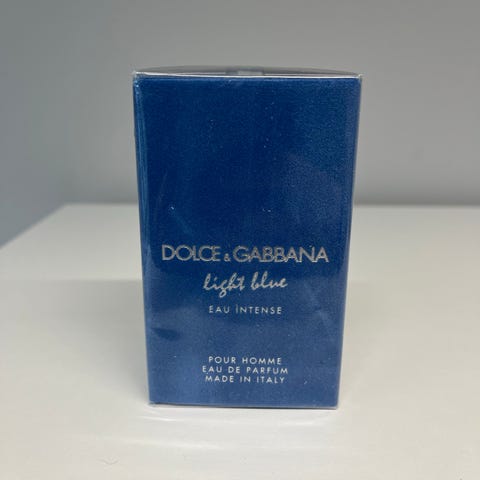 DOLCE & GABBANA
light blue
EAU INTENSE
POUR HOMME
EAU DE PARFUM
MADE IN ITALY